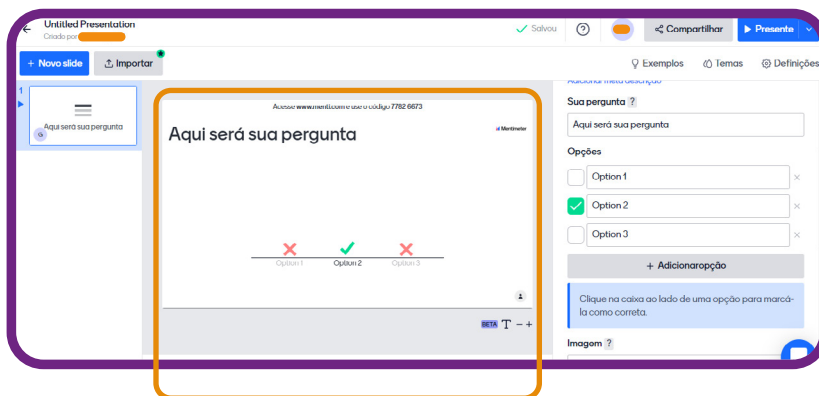 Untitled Presentation
Criado por
Salvou
Compartilhar
Presente
+ Novo slide
Importar
Exemplos
Temas
Definições
1
Aqui será sua pergunta
Acesse www.menti.com e use o código 7782 6673
Aqui será sua pergunta
Mentimeter
Option 1
Option 2
Option 3
BETA T - +
Adicionar meta descrição
Sua pergunta ?
Aqui será sua pergunta
Opções
Option 1
Option 2
Option 3
+ Adicionaropção
Clique na caixa ao lado de uma opção para marcá-
la como correta.
Imagem ?